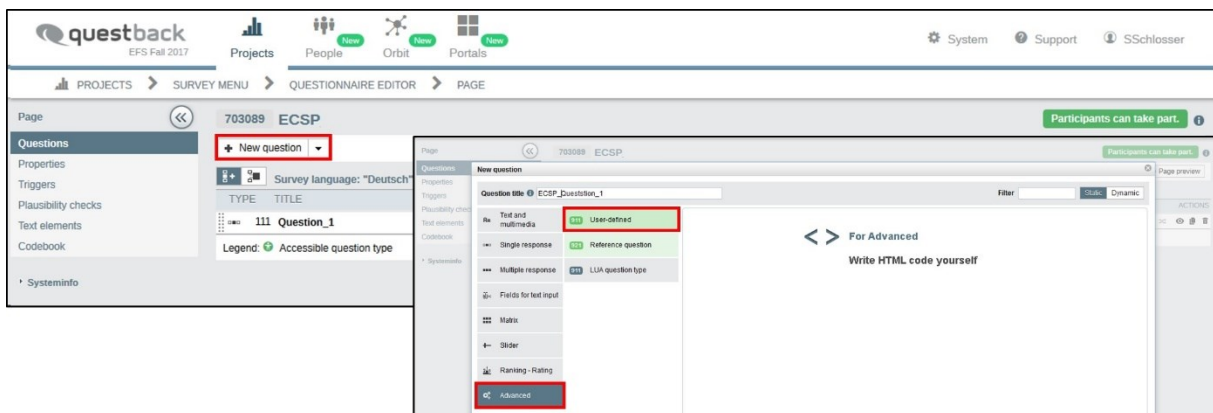 questback
EFS Fall 2017
Projects
People
New
Orbit
New
Portals
New
System
Support
SSchlosser
PROJECTS
SURVEY MENU
QUESTIONNAIRE EDITOR
PAGE
Page
703089 ECSP
Participants can take part.
Questions
Properties
Triggers
Plausibility checks
Text elements
Codebook
Systeminfo
New question
Survey language: "Deutsch"
TYPE TITLE
111 Question_1
Legend: Accessible question type
Page
703089 ECSP
Participants can take part.
Questions
Properties
Triggers
Plausibility chec
Text elements
Codebook
Systeminfo
Page preview
ACTIONS
New question
Question title ECSP_Queststion_1
Filter
Static Dynamic
Text and
multimedia
Single response
Multiple response
Fields for text input
Matrix
Slider
Ranking - Rating
Advanced
911 User-defined
921 Reference question
LUA question type
< > For Advanced
Write HTML code yourself